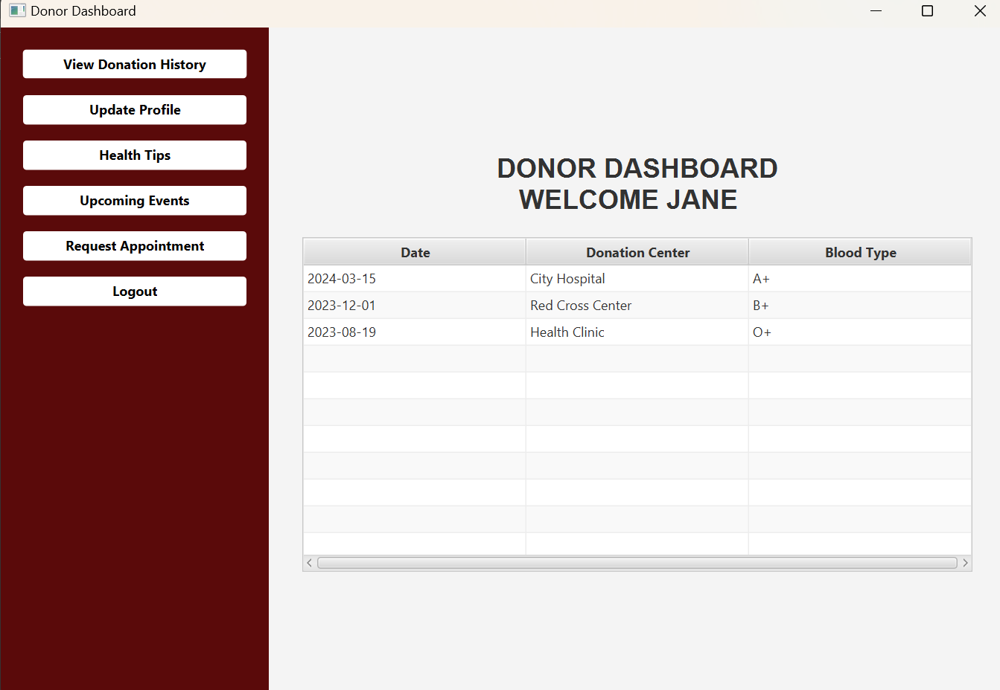 Donor Dashboard
View Donation History
Update Profile
Health Tips
Upcoming Events
Request Appointment
Logout
DONOR DASHBOARD
WELCOME JANE
Date Donation Center Blood Type
2024-03-15 City Hospital A+
2023-12-01 Red Cross Center B+
2023-08-19 Health Clinic O+